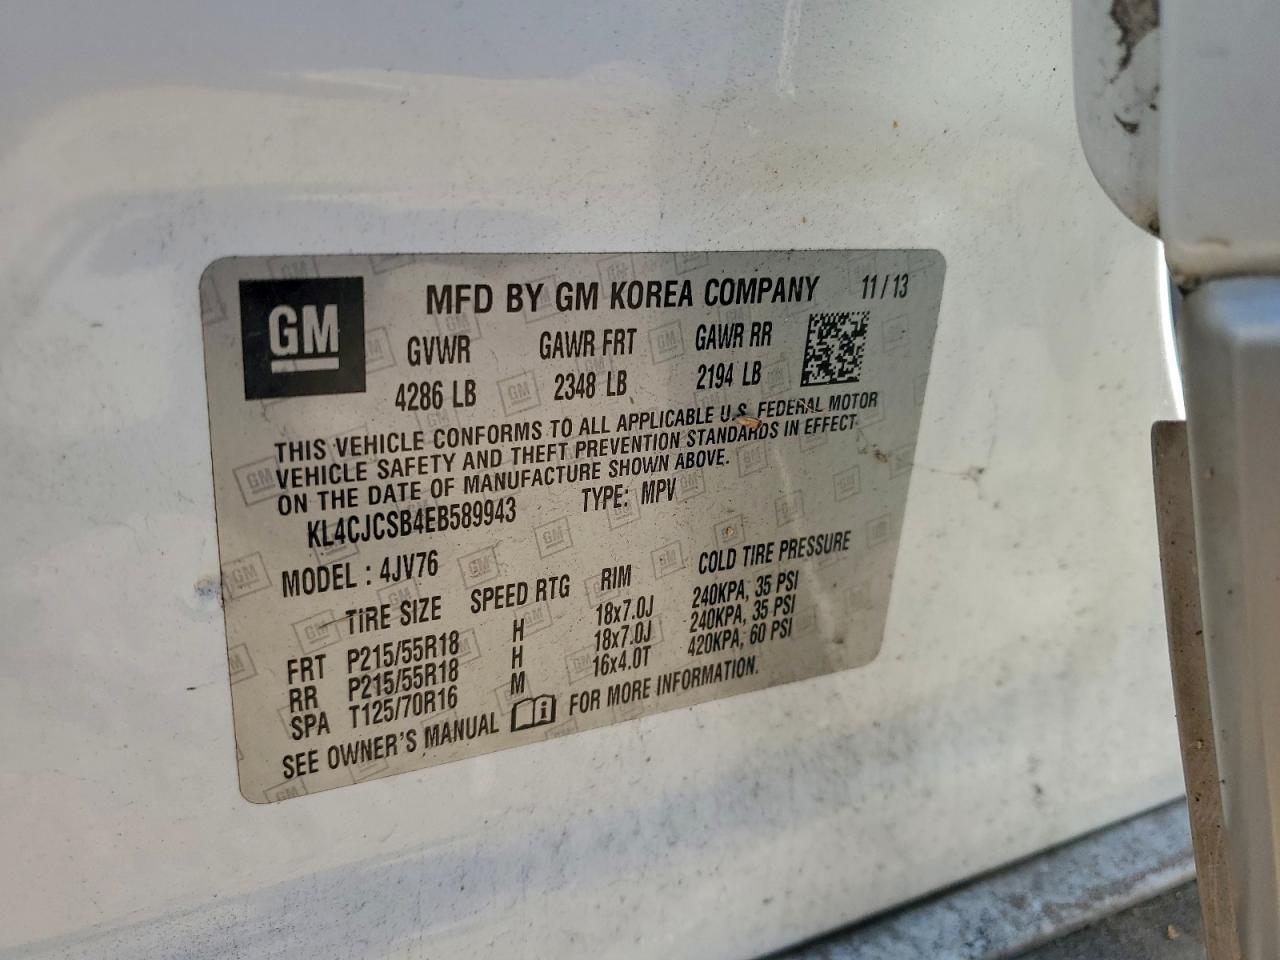 GM
MFD BY GM KOREA COMPANY 11/13
GVWR GAWR FRT GAWR RR
4286 LB 2348 LB 2194 LB
THIS VEHICLE CONFORMS TO ALL APPLICABLE U.S. FEDERAL MOTOR
VEHICLE SAFETY AND THEFT PREVENTION STANDARDS IN EFFECT
ON THE DATE OF MANUFACTURE SHOWN ABOVE.
KL4CJCSB4EB589943 TYPE: MPV
MODEL : 4JV76
TIRE SIZE SPEED RTG RIM COLD TIRE PRESSURE
FRT P215/55R18 H 18x7.0J 240KPA, 35 PSI
RR P215/55R18 H 18x7.0J 240KPA, 35 PSI
SPA T125/70R16 M 16x4.0T 420KPA, 60 PSI
SEE OWNER'S MANUAL i FOR MORE INFORMATION.